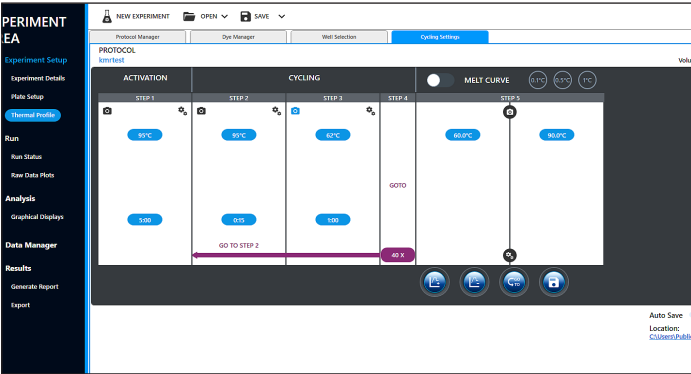 PERIMENT
EA
Experiment Setup
Experiment Details
Plate Setup
Thermal Profile
Run
Run Status
Raw Data Plots
Analysis
Graphical Displays
Data Manager
Results
Generate Report
Export
NEW EXPERIMENT OPEN SAVE
Protocol Manager Dye Manager Well Selection Cycling Settings
PROTOCOL
kmrtest
Volu
ACTIVATION CYCLING MELT CURVE 0.1°C 0.5°C 1°C
STEP 1 STEP 2 STEP 3 STEP 4 STEP 5
95°C 95°C 62°C 60.0°C 90.0°C
GOTO
5:00 0:15 1:00
GO TO STEP 2
40 X
GO
TO
Auto Save
Location:
C:\Users\Public